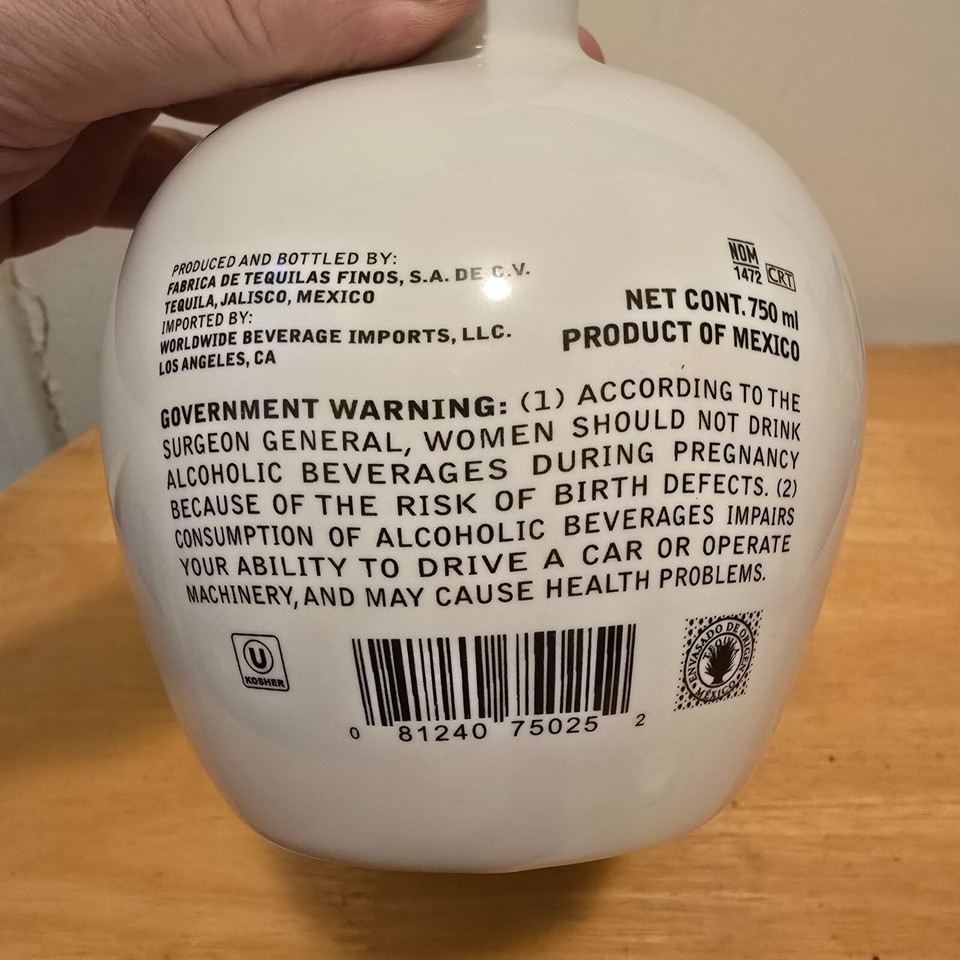 PRODUCED AND BOTTLED BY:
FABRICA DE TEQUILAS FINOS, S.A. DE C.V.
TEQUILA, JALISCO, MEXICO
IMPORTED BY:
WORLDWIDE BEVERAGE IMPORTS, LLC.
LOS ANGELES, CA
NOM
1472 CRT
NET CONT. 750 ml
PRODUCT OF MEXICO
GOVERNMENT WARNING: (1) ACCORDING TO THE
SURGEON GENERAL, WOMEN SHOULD NOT DRINK
ALCOHOLIC BEVERAGES DURING PREGNANCY
BECAUSE OF THE RISK OF BIRTH DEFECTS. (2)
CONSUMPTION OF ALCOHOLIC BEVERAGES IMPAIRS
YOUR ABILITY TO DRIVE A CAR OR OPERATE
MACHINERY, AND MAY CAUSE HEALTH PROBLEMS.
U
KOSHER
0 81240 75025 2
ENVASADO DE ORIGEN
TEQUILA
MÉXICO